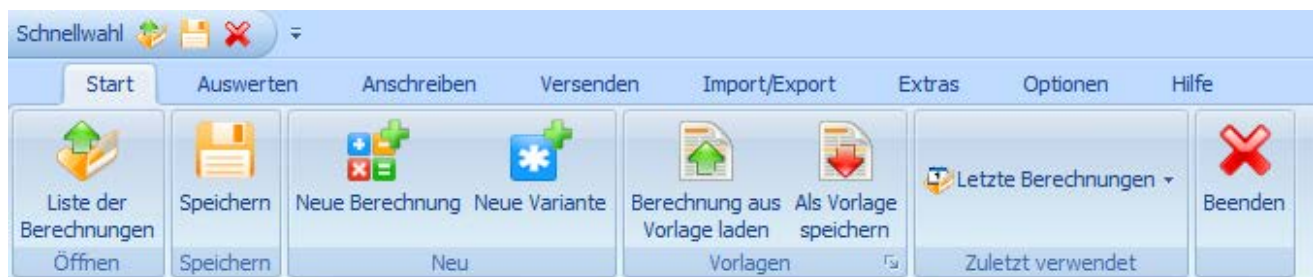 Schnellwahl
Start Auswerten Anschreiben Versenden Import/Export Extras Optionen Hilfe
Liste der Berechnungen
Öffnen
Speichern
Speichern
Neue Berechnung Neue Variante
Neu
Berechnung aus Vorlage laden
Als Vorlage speichern
Vorlagen
Letzte Berechnungen
Zuletzt verwendet
Beenden